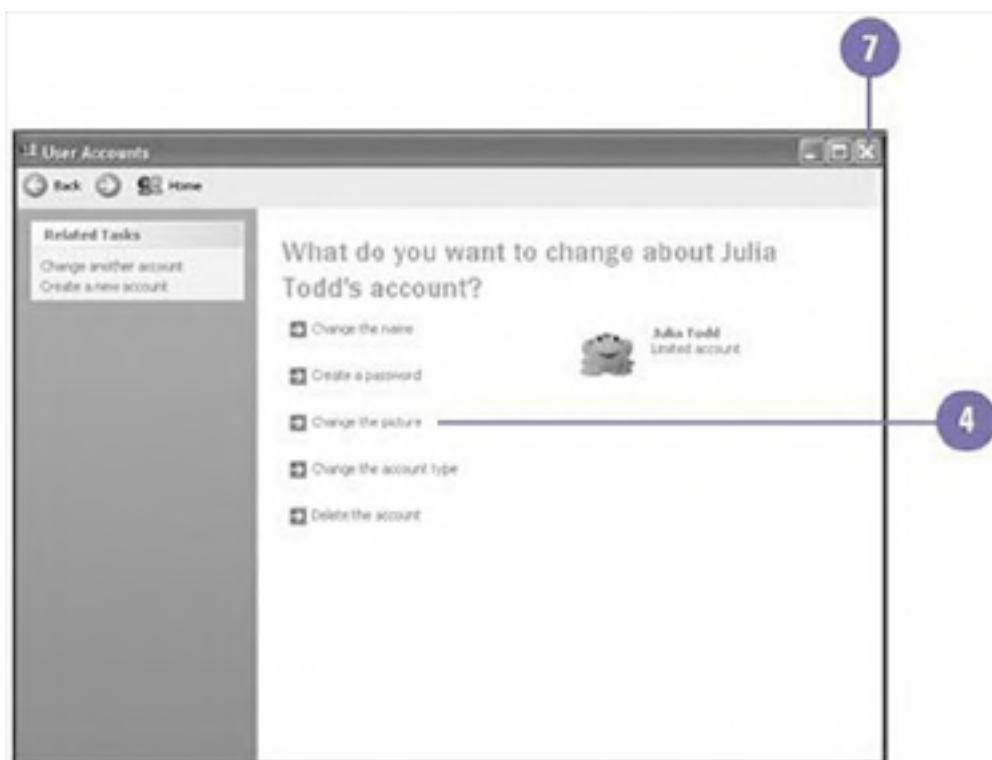 7
User Accounts
Back Home
Related Tasks
Change another account
Create a new account
What do you want to change about Julia
Todd's account?
Change the name
Julia Todd
Limited account
Create a password
Change the picture
4
Change the account type
Delete the account